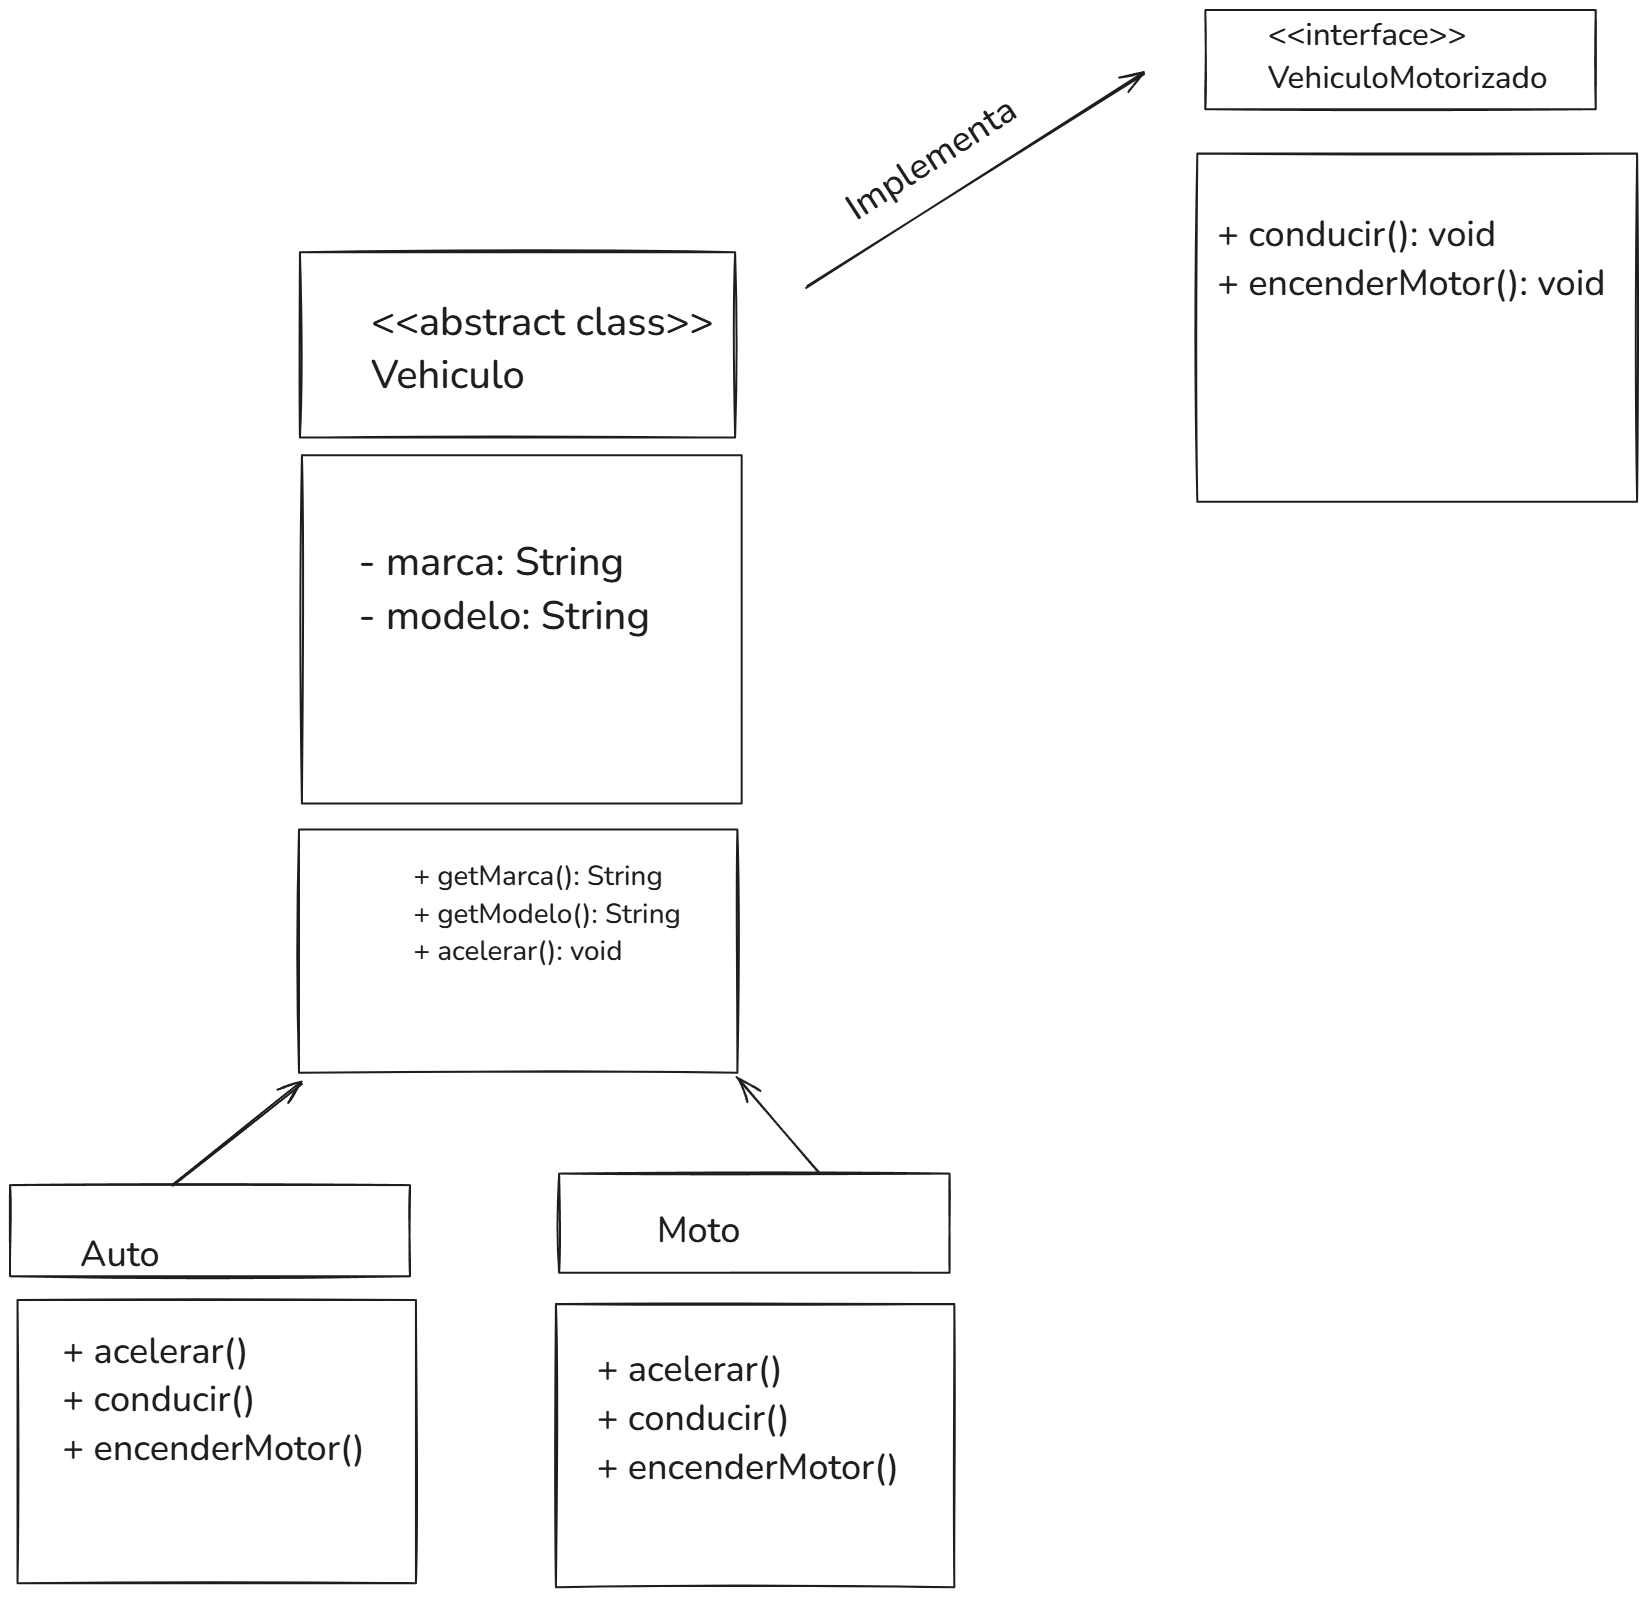 <<interface>>
VehiculoMotorizado
Implementa
+ conducir(): void
+ encenderMotor(): void
<<abstract class>>
Vehiculo
- marca: String
- modelo: String
+ getMarca(): String
+ getModelo(): String
+ acelerar(): void
Auto
+ acelerar()
+ conducir()
+ encenderMotor()
Moto
+ acelerar()
+ conducir()
+ encenderMotor()